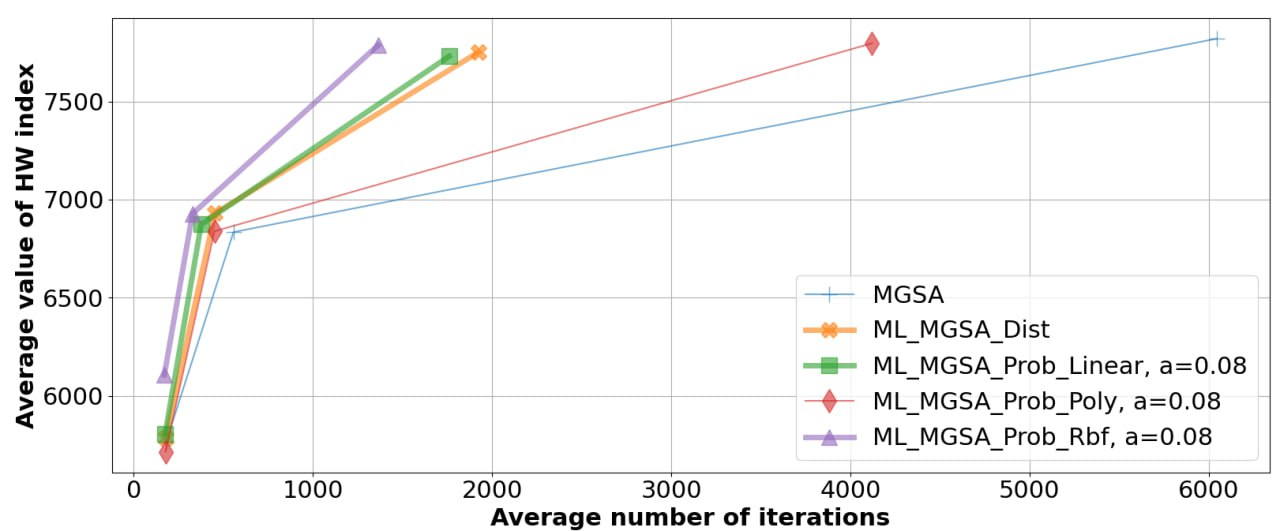 Average value of HW index
7500
7000
6500
6000
MGSA
ML_MGSA_Dist
ML_MGSA_Prob_Linear, a=0.08
ML_MGSA_Prob_Poly, a=0.08
ML_MGSA_Prob_Rbf, a=0.08
0 1000 2000 3000 4000 5000 6000
Average number of iterations